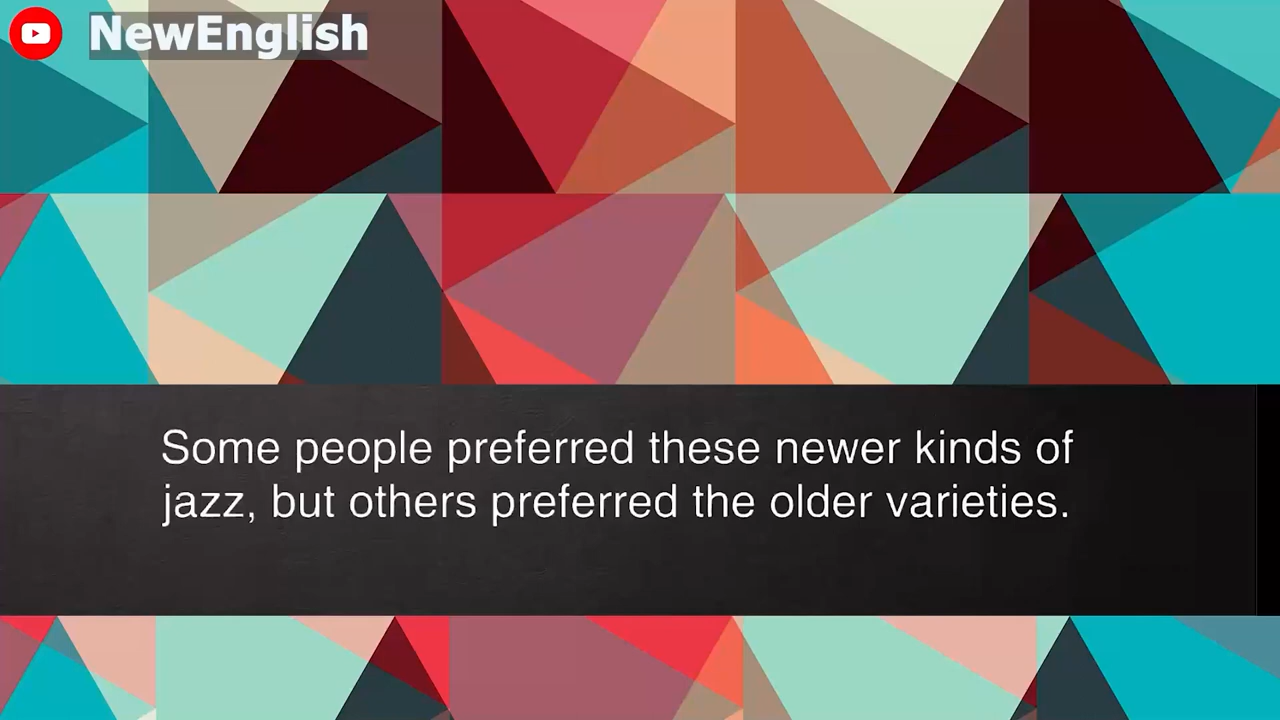 NewEnglish
Some people preferred these newer kinds of
jazz, but others preferred the older varieties.